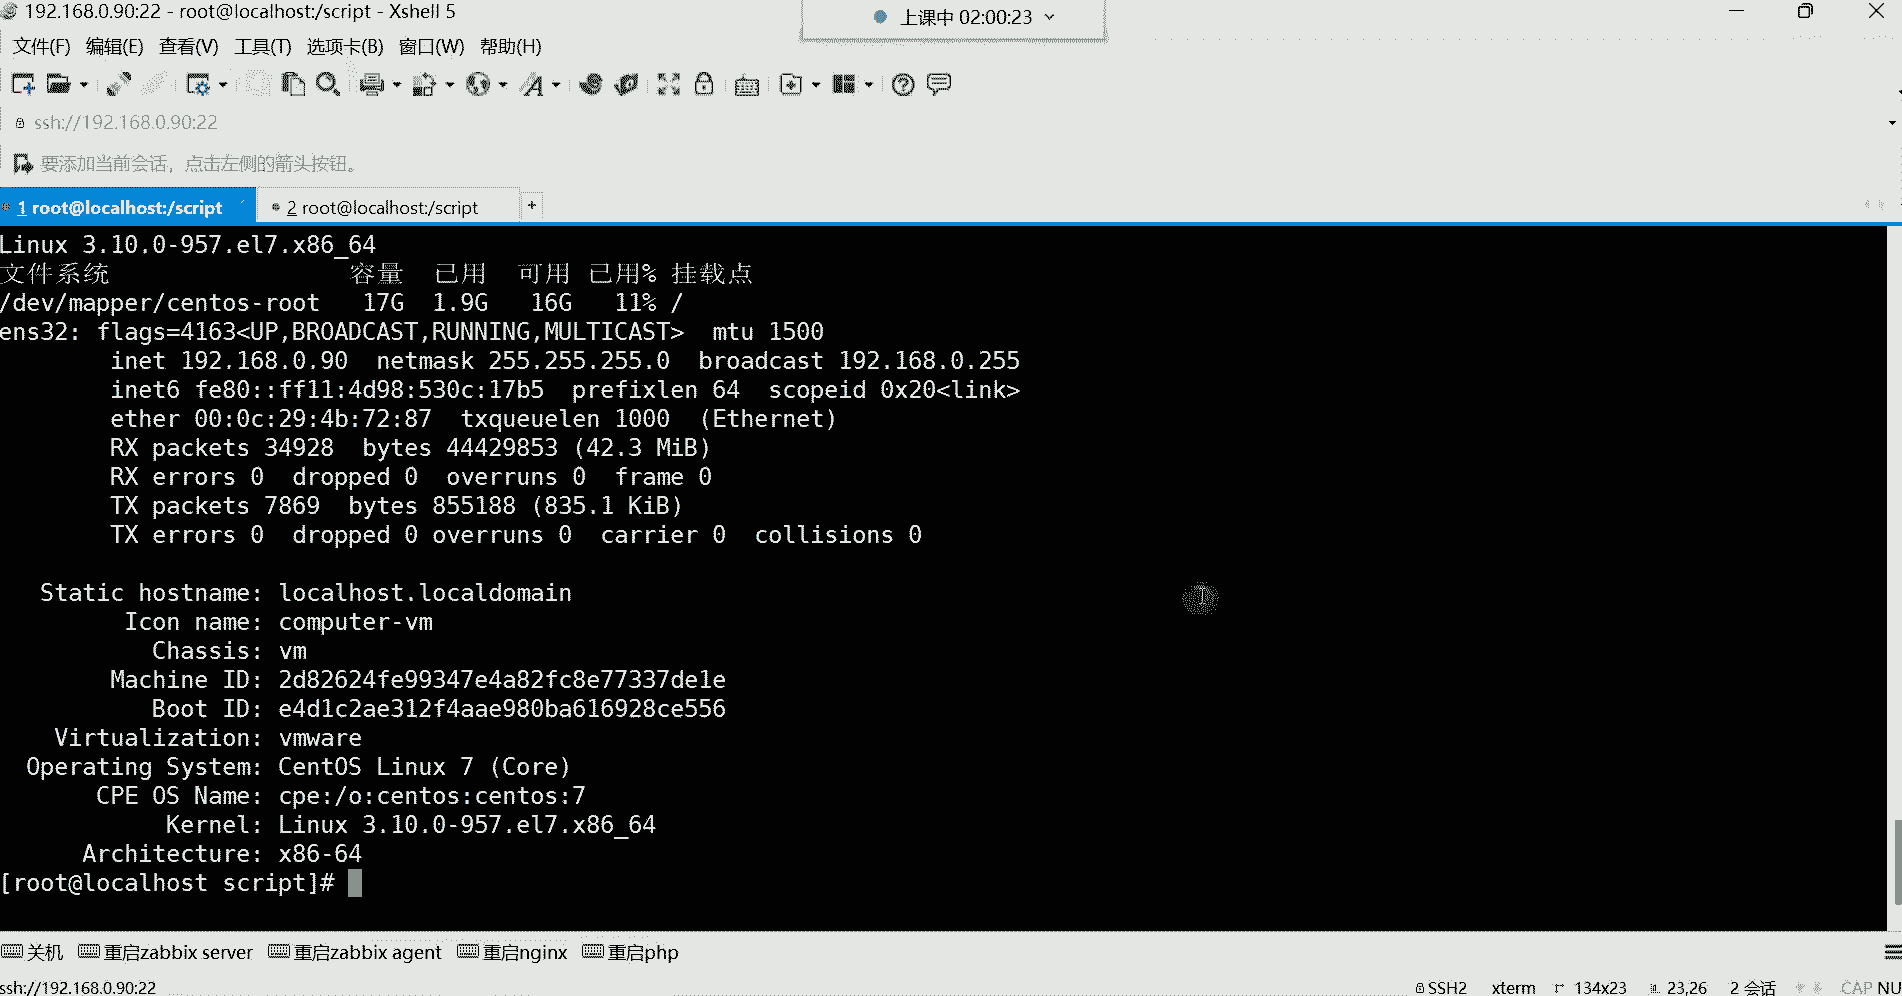 192.168.0.90:22 - root@localhost:/script - Xshell 5
上课中 02:00:23
文件(F) 编辑(E) 查看(V) 工具(T) 选项卡(B) 窗口(W) 帮助(H)
ssh://192.168.0.90:22
要添加当前会话，点击左侧的箭头按钮。
1 root@localhost:/script 2 root@localhost:/script +
Linux 3.10.0-957.el7.x86_64
文件系统 容量 已用 可用 已用% 挂载点
/dev/mapper/centos-root 17G 1.9G 16G 11% /
ens32: flags=4163<UP,BROADCAST,RUNNING,MULTICAST> mtu 1500
inet 192.168.0.90 netmask 255.255.255.0 broadcast 192.168.0.255
inet6 fe80::ff11:4d98:530c:17b5 prefixlen 64 scopeid 0x20<link>
ether 00:0c:29:4b:72:87 txqueuelen 1000 (Ethernet)
RX packets 34928 bytes 44429853 (42.3 MiB)
RX errors 0 dropped 0 overruns 0 frame 0
TX packets 7869 bytes 855188 (835.1 KiB)
TX errors 0 dropped 0 overruns 0 carrier 0 collisions 0
Static hostname: localhost.localdomain
Icon name: computer-vm
Chassis: vm
Machine ID: 2d82624fe99347e4a82fc8e77337de1e
Boot ID: e4d1c2ae312f4aae980ba616928ce556
Virtualization: vmware
Operating System: CentOS Linux 7 (Core)
CPE OS Name: cpe:/o:centos:centos:7
Kernel: Linux 3.10.0-957.el7.x86_64
Architecture: x86-64
[root@localhost script]#
关机 重启zabbix server 重启zabbix agent 重启nginx 重启php
ssh://192.168.0.90:22 SSH2 xterm 134x23 23,26 2 会话 CAP NU